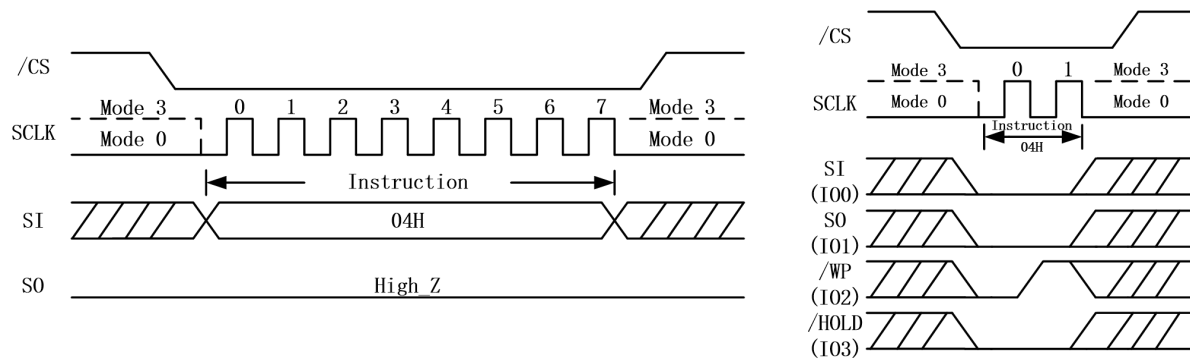 /CS
Mode 3 0 1 2 3 4 5 6 7 Mode 3
SCLK
Mode 0 Mode 0
Instruction
SI 04H
SO High_Z
/CS
Mode 3 0 1 Mode 3
SCLK Mode 0 Mode 0
Instruction
04H
SI
(IO0)
SO
(IO1)
/WP
(IO2)
/HOLD
(IO3)